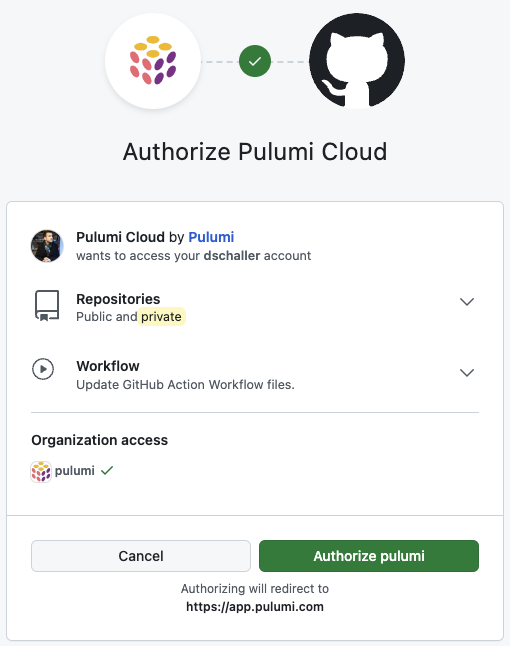 Authorize Pulumi Cloud
Pulumi Cloud by Pulumi
wants to access your dschaller account
Repositories
Public and private
Workflow
Update GitHub Action Workflow files.
Organization access
pulumi
Cancel
Authorize pulumi
Authorizing will redirect to
https://app.pulumi.com